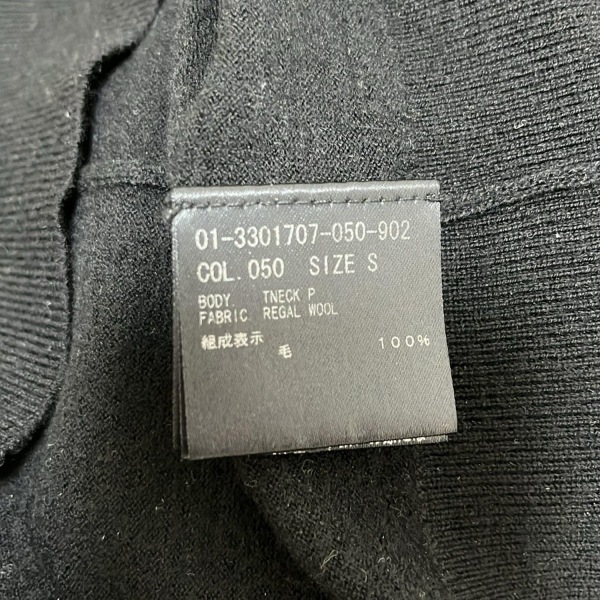 01-3301707-050-902
COL.050 SIZE S
BODY. TNECK P
FABRIC. REGAL WOOL
組成表示
毛 100%